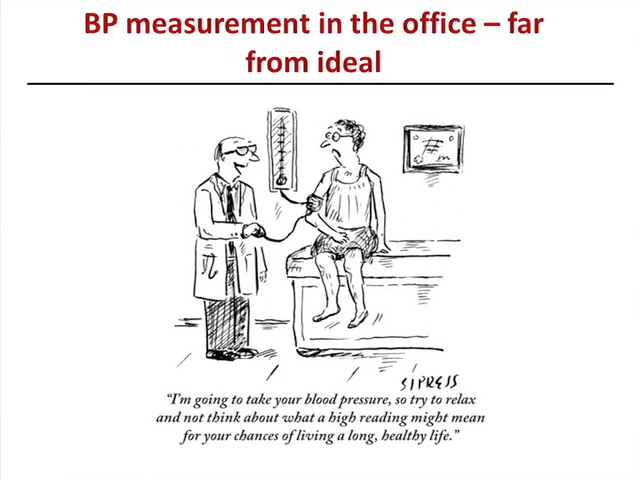 BP measurement in the office – far
from ideal
SIPRESS
“I'm going to take your blood pressure, so try to relax
and not think about what a high reading might mean
for your chances of living a long, healthy life.”